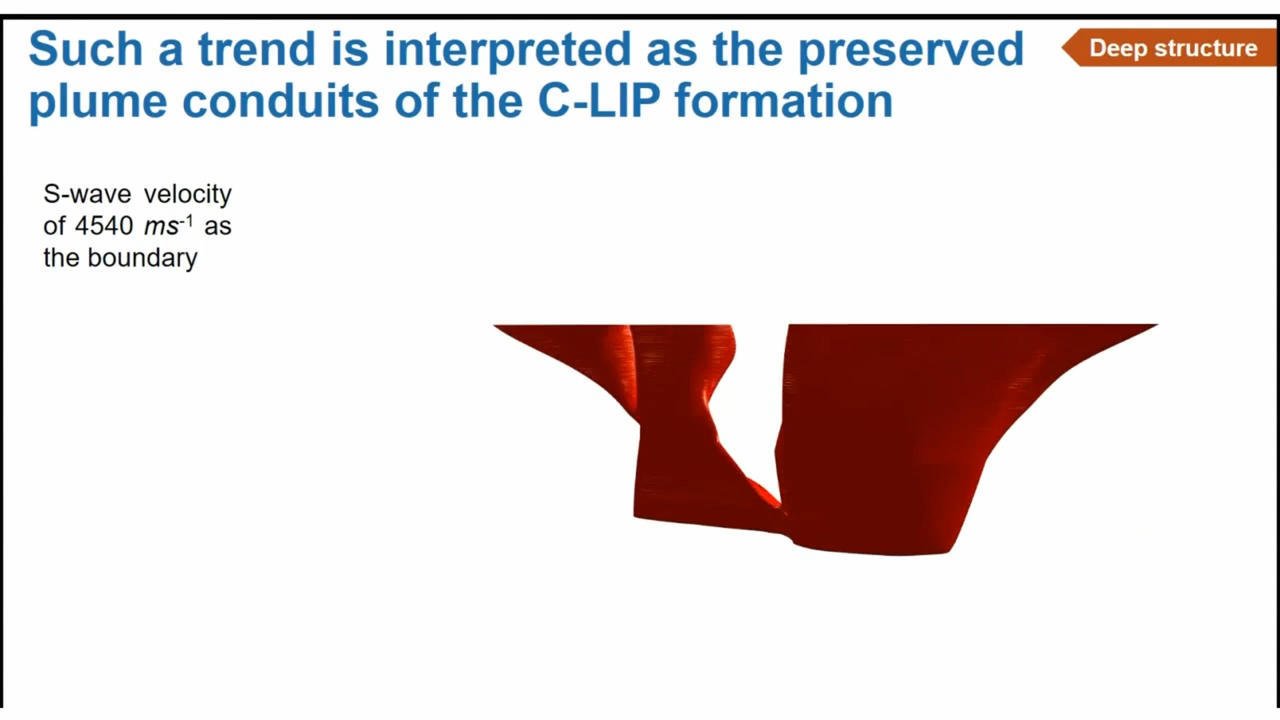 Such a trend is interpreted as the preserved
plume conduits of the C-LIP formation
Deep structure
S-wave velocity
of 4540 ms⁻¹ as
the boundary